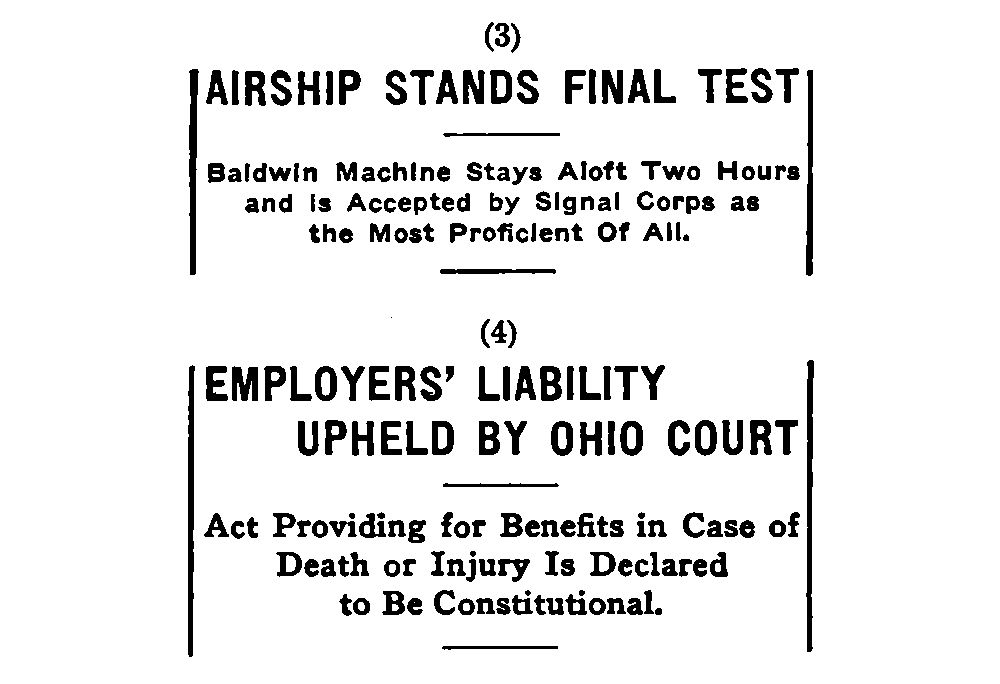 (3)
AIRSHIP STANDS FINAL TEST
Baldwin Machine Stays Aloft Two Hours
and is Accepted by Signal Corps as
the Most Proficient Of All.
(4)
EMPLOYERS' LIABILITY
UPHELD BY OHIO COURT
Act Providing for Benefits in Case of
Death or Injury Is Declared
to Be Constitutional.